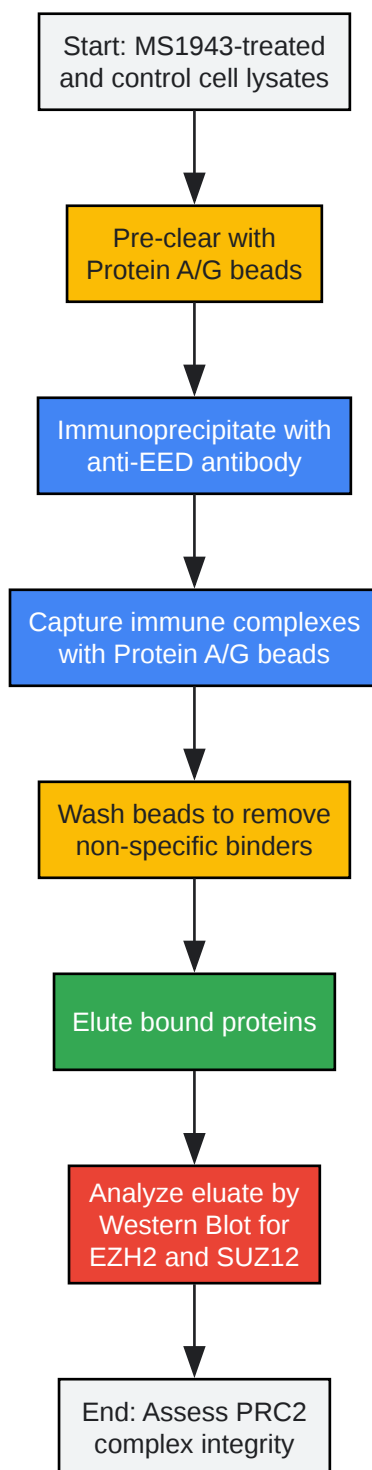 Start: MS1943-treated
and control cell lysates
Pre-clear with
Protein A/G beads
Immunoprecipitate with
anti-EED antibody
Capture immune complexes
with Protein A/G beads
Wash beads to remove
non-specific binders
Elute bound proteins
Analyze eluate by
Western Blot for
EZH2 and SUZ12
End: Assess PRC2
complex integrity